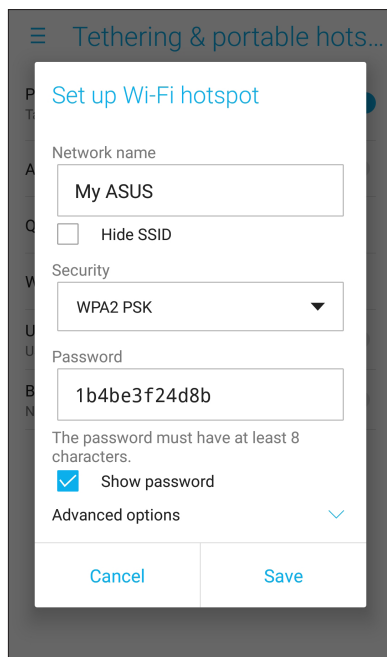 Tethering & portable hots...
P
Ta
Set up Wi-Fi hotspot
A
Network name
My ASUS
Q
Hide SSID
W
Security
WPA2 PSK
U
U
Password
B
1b4be3f24d8b
N
The password must have at least 8
characters.
Show password
Advanced options
Cancel
Save